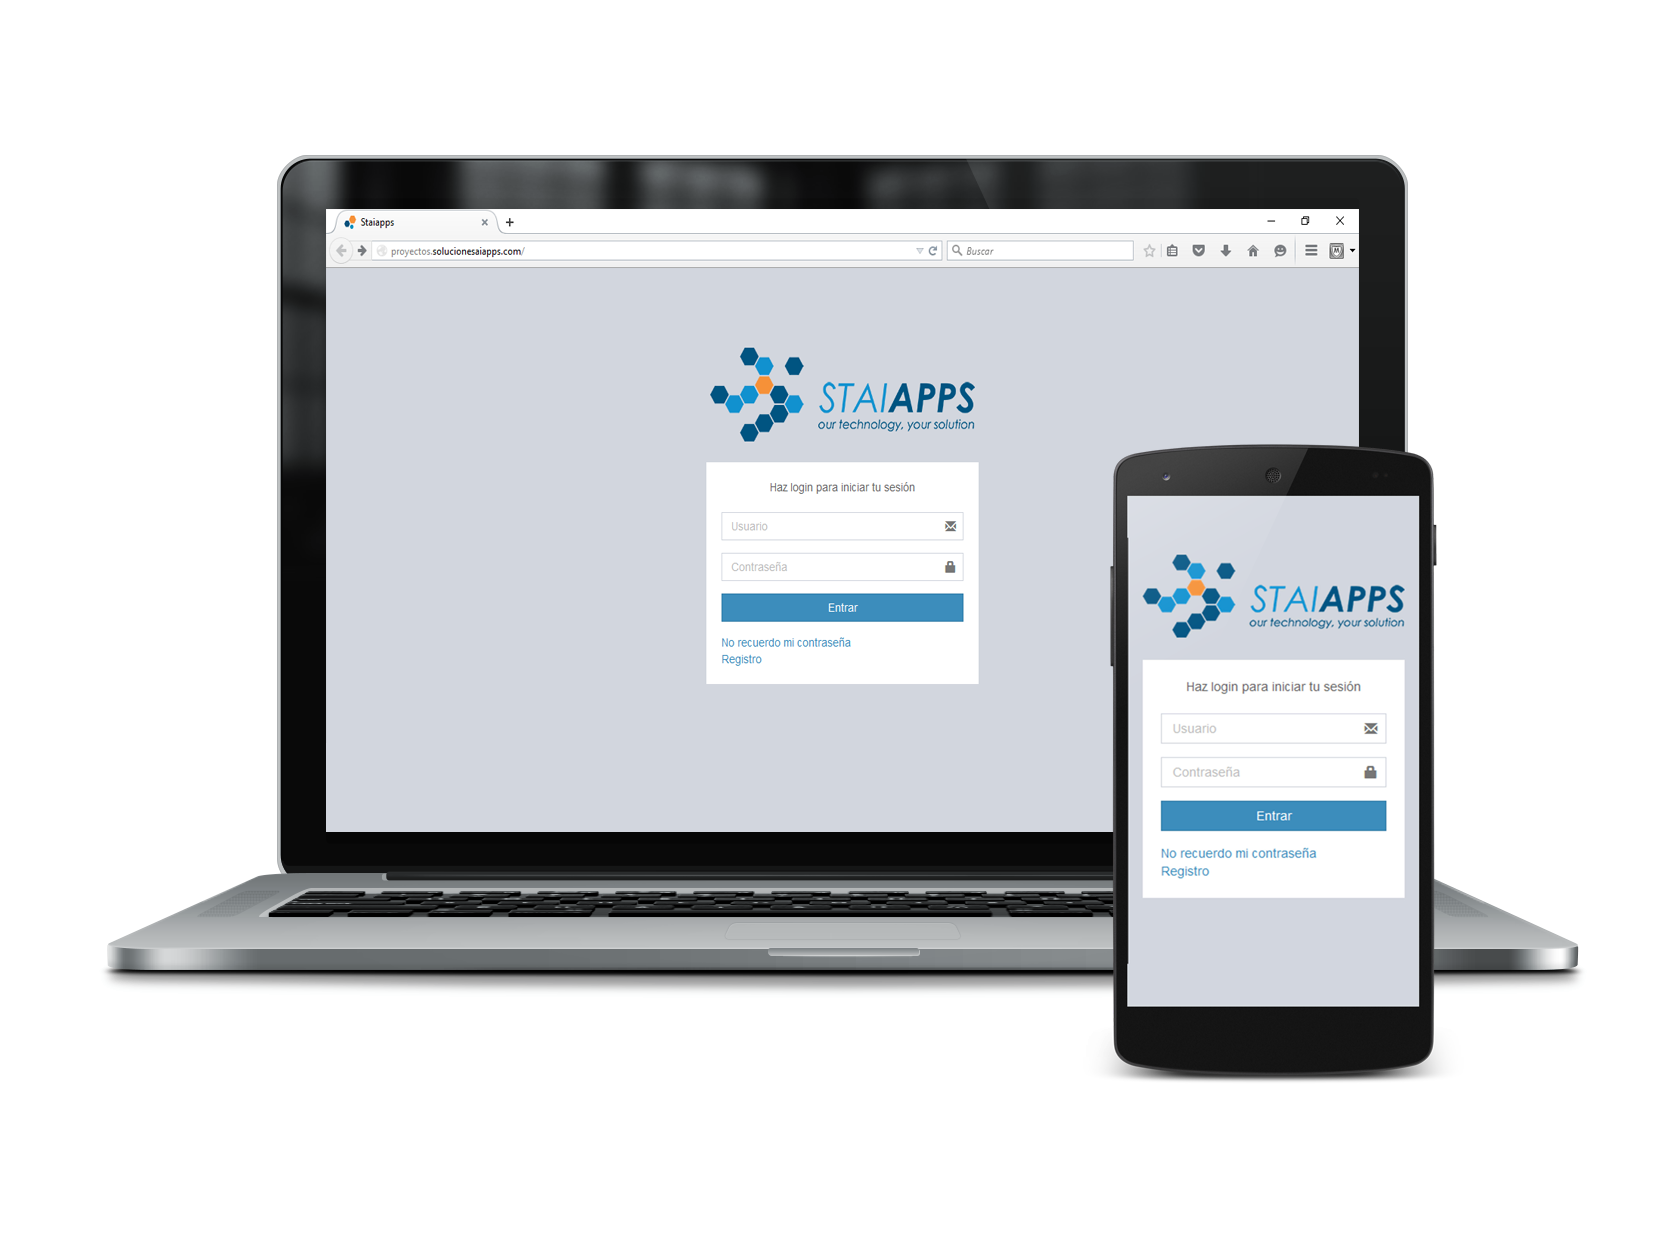 Staiapps
proyectos.solucionesaiapps.com/
Buscar
STAIAPPS
our technology, your solution
Haz login para iniciar tu sesión
Usuario
Contraseña
Entrar
No recuerdo mi contraseña
Registro
STAIAPPS
our technology, your solution
Haz login para iniciar tu sesión
Usuario
Contraseña
Entrar
No recuerdo mi contraseña
Registro